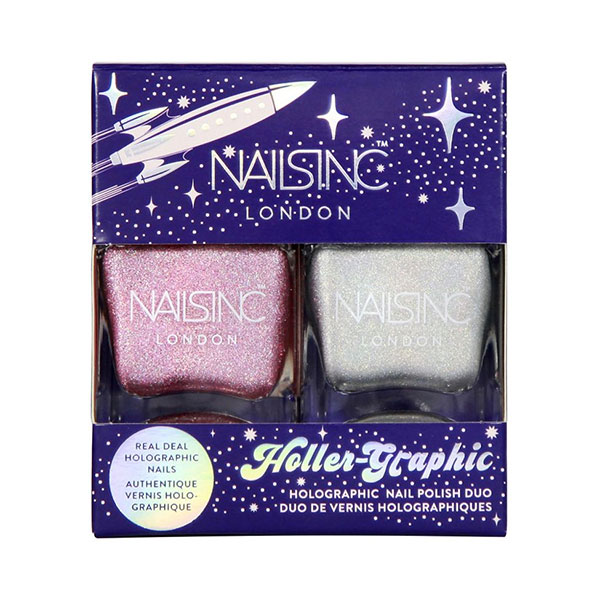 NAILSINC™
LONDON
NAILSINC
LONDON
NAILSINC
LONDON
REAL DEAL
HOLOGRAPHIC
NAILS
AUTHENTIQUE
VERNIS HOLO-
GRAPHIQUE
Holler-Graphic
HOLOGRAPHIC NAIL POLISH DUO
DUO DE VERNIS HOLOGRAPHIQUES